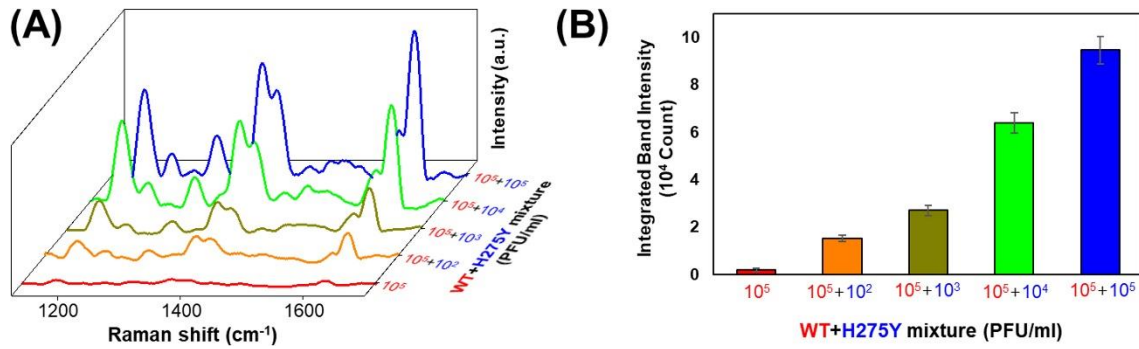 (A)
Intensity (a.u.)
10⁵+10⁵
10⁵+10⁴
10⁵+10³
10⁵+10²
10⁵
WT+H275Y mixture
(PFU/ml)
1200 1400 1600
Raman shift (cm⁻¹)
(B)
Integrated Band Intensity
(10⁴ Count)
10
8
6
4
2
0
10⁵ 10⁵+10² 10⁵+10³ 10⁵+10⁴ 10⁵+10⁵
WT+H275Y mixture (PFU/ml)